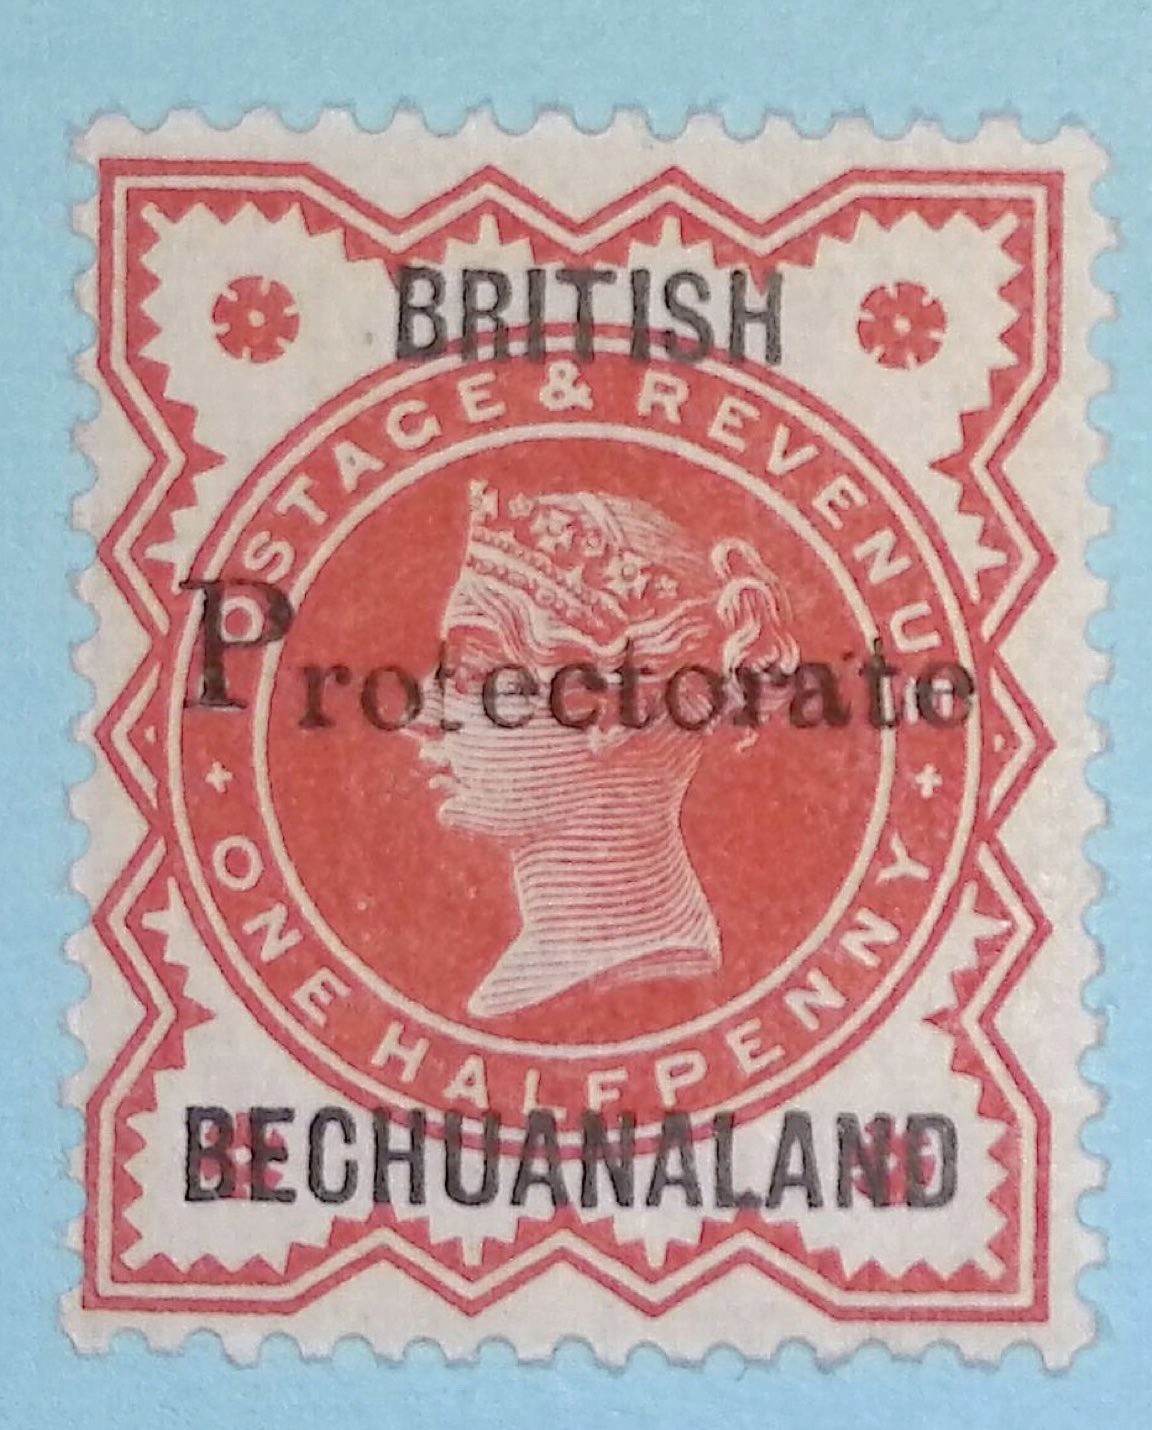 BRITISH
POSTAGE & REVENUE
Protectorate
ONE HALFPENNY
BECHUANALAND